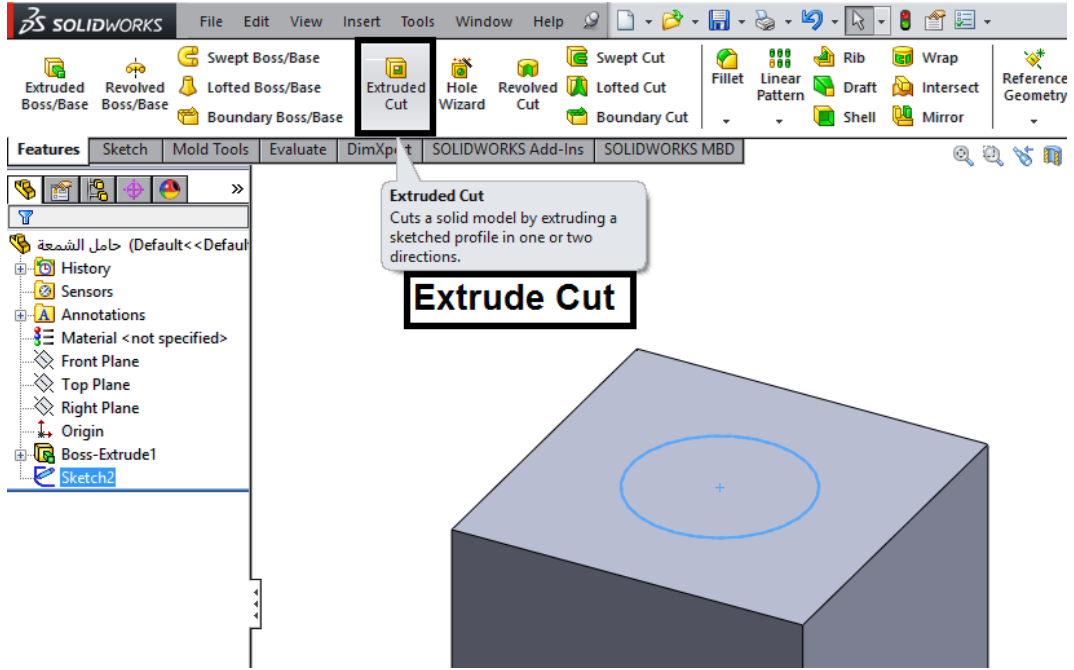 SOLIDWORKS File Edit View Insert Tools Window Help
Extruded Boss/Base
Revolved Boss/Base
Swept Boss/Base
Lofted Boss/Base
Boundary Boss/Base
Extruded Cut
Hole Wizard
Revolved Cut
Swept Cut
Lofted Cut
Boundary Cut
Fillet
Linear Pattern
Rib
Draft
Shell
Wrap
Intersect
Mirror
Reference Geometry
Features Sketch Mold Tools Evaluate DimXpert SOLIDWORKS Add-Ins SOLIDWORKS MBD
Extruded Cut
Cuts a solid model by extruding a
sketched profile in one or two
directions.
Extrude Cut
حامل الشمعة (Default<<Default
History
Sensors
Annotations
Material <not specified>
Front Plane
Top Plane
Right Plane
Origin
Boss-Extrude1
Sketch2